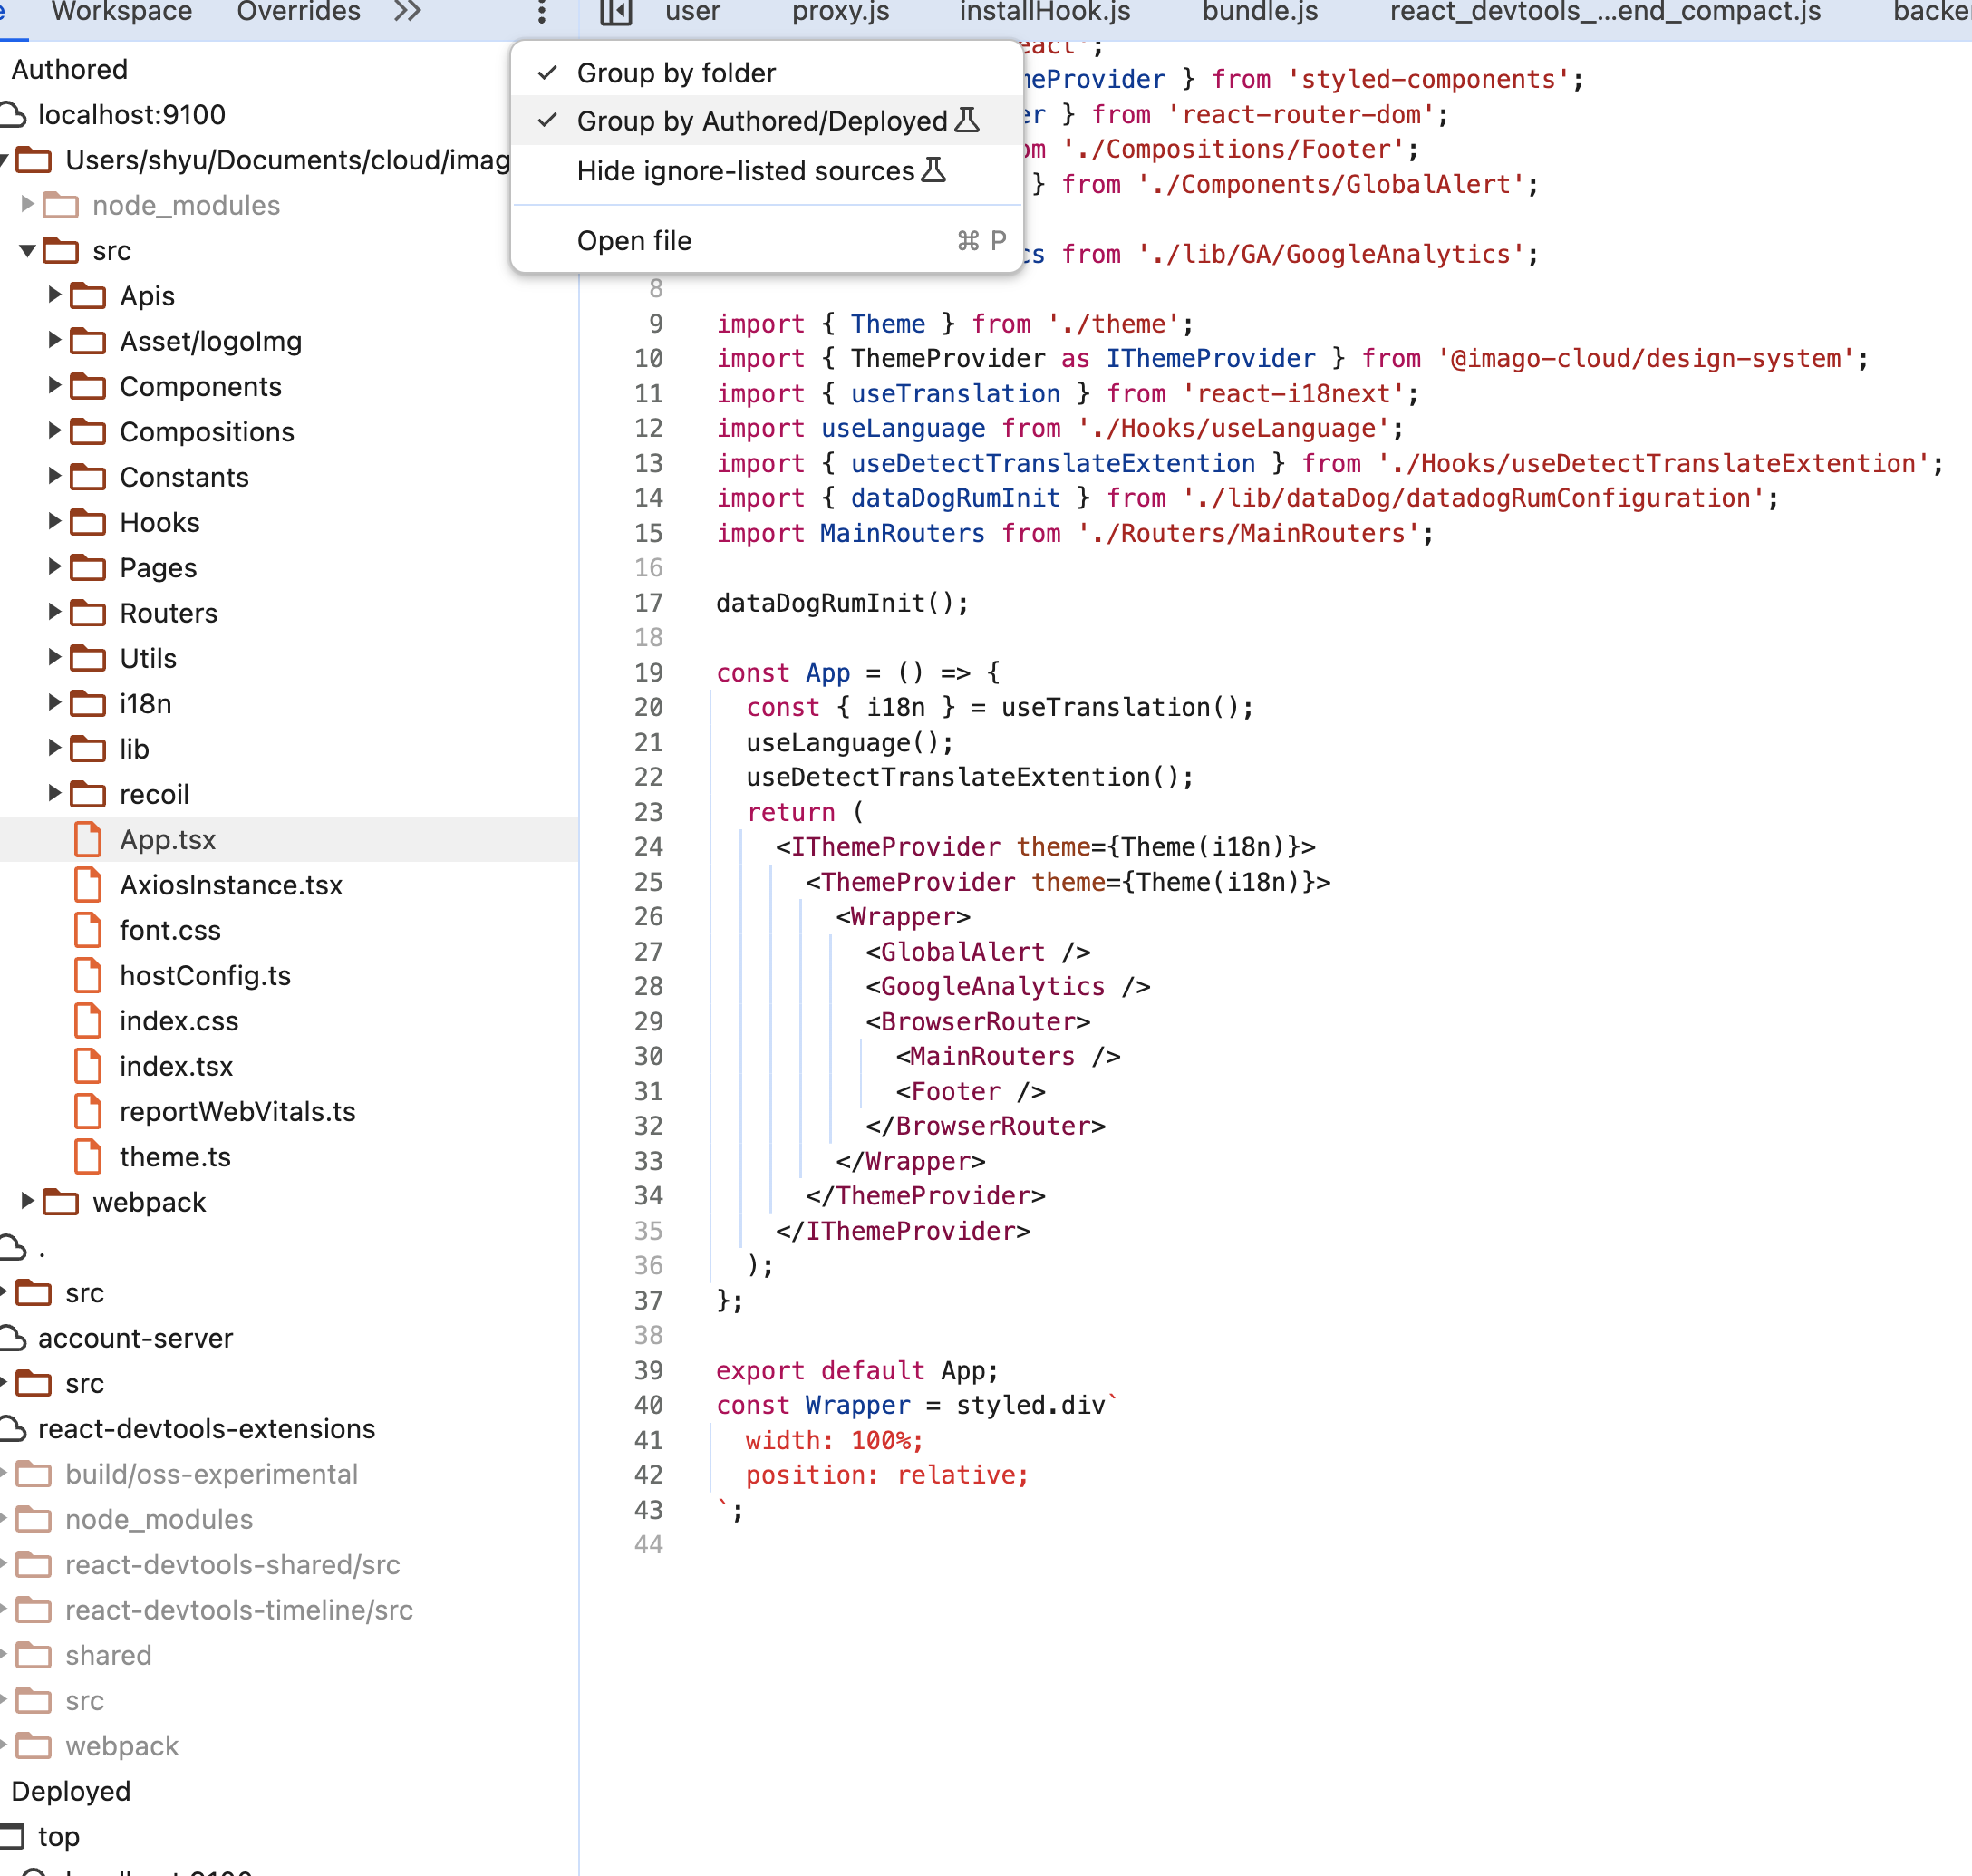 Workspace Overrides
user proxy.js installHook.js bundle.js react_devtools_...end_compact.js
Authored
localhost:9100
Users/shyu/Documents/cloud/imag
node_modules
src
Apis
Asset/logoImg
Components
Compositions
Constants
Hooks
Pages
Routers
Utils
i18n
lib
recoil
App.tsx
AxiosInstance.tsx
font.css
hostConfig.ts
index.css
index.tsx
reportWebVitals.ts
theme.ts
webpack
.
src
account-server
src
react-devtools-extensions
build/oss-experimental
node_modules
react-devtools-shared/src
react-devtools-timeline/src
shared
src
webpack
Deployed
top
Group by folder
Group by Authored/Deployed
Hide ignore-listed sources
Open file ⌘ P
eact';
meProvider } from 'styled-components';
er } from 'react-router-dom';
om './Compositions/Footer';
} from './Components/GlobalAlert';
cs from './lib/GA/GoogleAnalytics';
8
9 import { Theme } from './theme';
10 import { ThemeProvider as IThemeProvider } from '@imago-cloud/design-system';
11 import { useTranslation } from 'react-i18next';
12 import useLanguage from './Hooks/useLanguage';
13 import { useDetectTranslateExtention } from './Hooks/useDetectTranslateExtention';
14 import { dataDogRumInit } from './lib/dataDog/datadogRumConfiguration';
15 import MainRouters from './Routers/MainRouters';
16
17 dataDogRumInit();
18
19 const App = () => {
20 const { i18n } = useTranslation();
21 useLanguage();
22 useDetectTranslateExtention();
23 return (
24 <IThemeProvider theme={Theme(i18n)}>
25 <ThemeProvider theme={Theme(i18n)}>
26 <Wrapper>
27 <GlobalAlert />
28 <GoogleAnalytics />
29 <BrowserRouter>
30 <MainRouters />
31 <Footer />
32 </BrowserRouter>
33 </Wrapper>
34 </ThemeProvider>
35 </IThemeProvider>
36 );
37 };
38
39 export default App;
40 const Wrapper = styled.div`
41 width: 100%;
42 position: relative;
43 `;
44